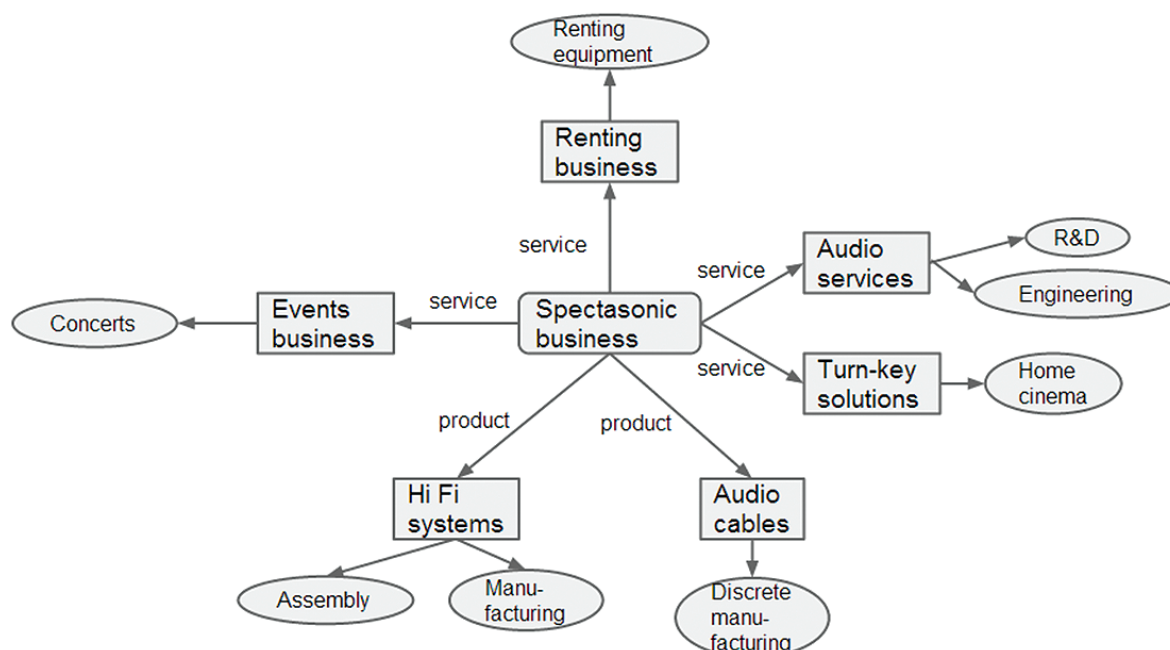 Renting
equipment
Renting
business
service
service
Audio
services
R&D
Engineering
Concerts
Events
business
service
Spectasonic
business
service
Turn-key
solutions
Home
cinema
product
product
Hi Fi
systems
Audio
cables
Assembly
Manu-
facturing
Discrete
manu-
facturing